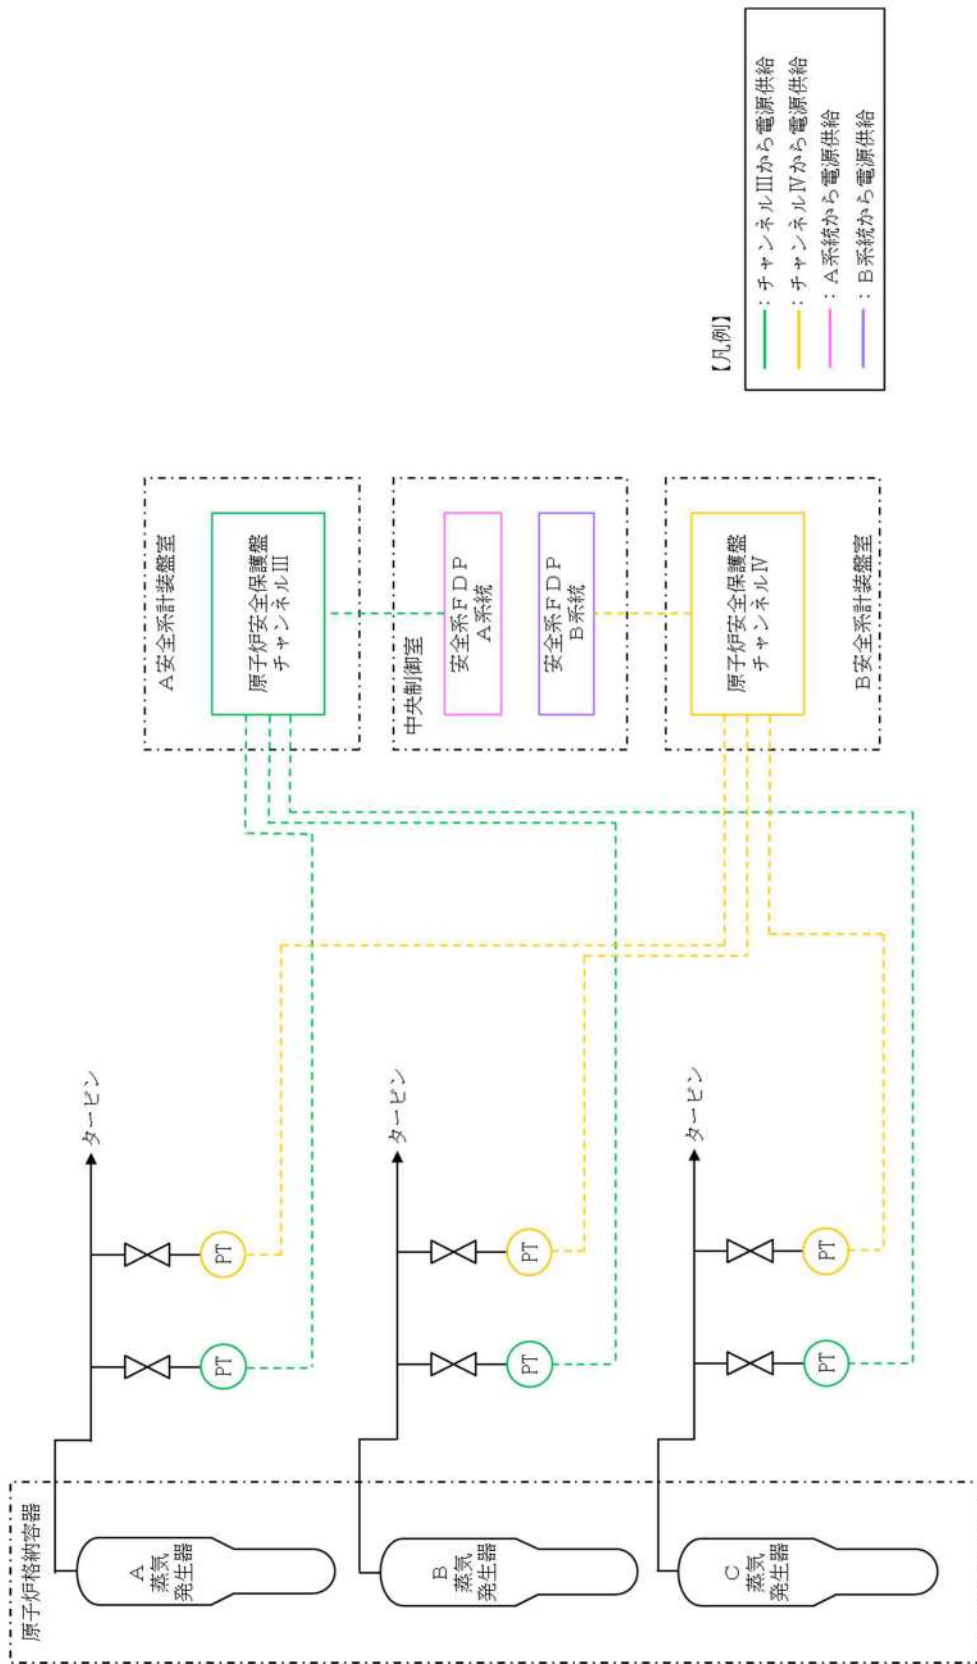 原子炉格納容器
A
蒸気
発生器
タービン
PT
PT
B
蒸気
発生器
タービン
PT
PT
C
蒸気
発生器
タービン
PT
PT
A安全系計装盤室
原子炉安全保護盤
チャンネルⅢ
中央制御室
安全系FDP
A系統
安全系FDP
B系統
原子炉安全保護盤
チャンネルⅣ
B安全系計装盤室
【凡例】
：チャンネルⅢから電源供給
：チャンネルⅣから電源供給
：A系統から電源供給
：B系統から電源供給